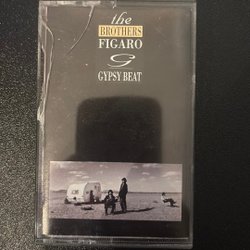 the
BROTHERS
FIGARO
GYPSY BEAT